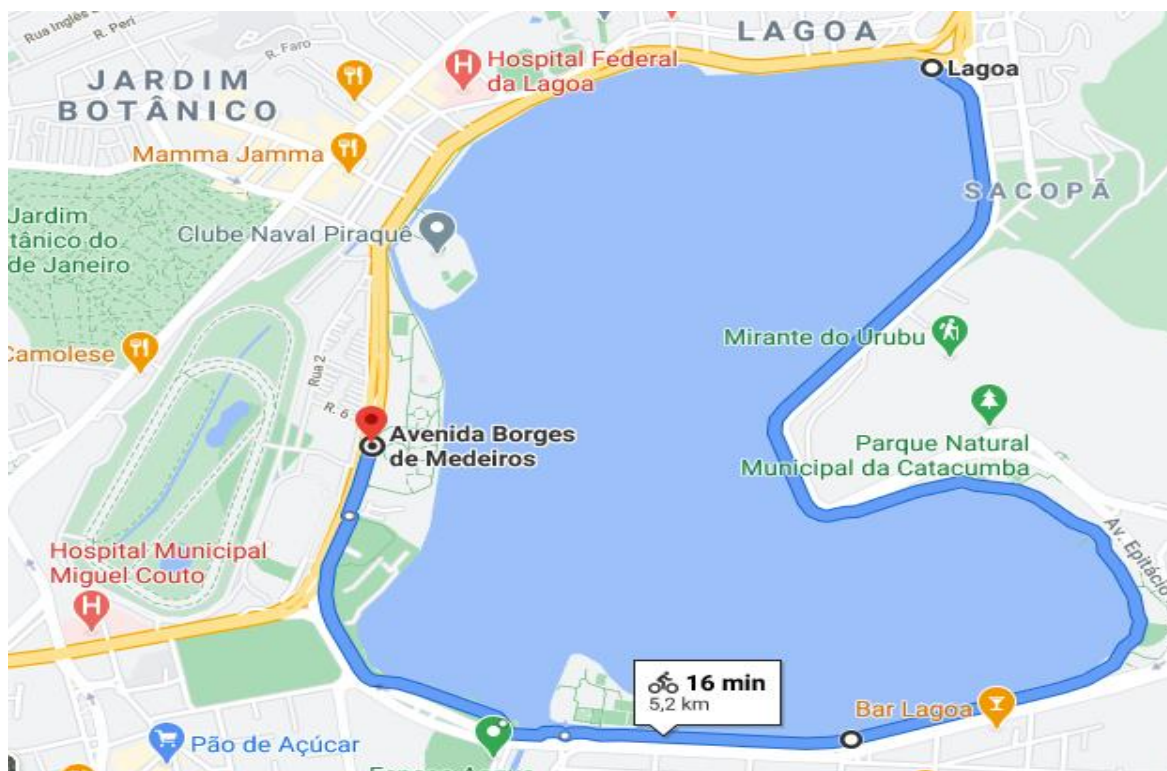 Rua Inglês
R. Peri
R. Faro
LAGOA
Hospital Federal
da Lagoa
Lagoa
JARDIM
BOTÂNICO
Mamma Jamma
SACOPÃ
Jardim
tânico do
de Janeiro
Clube Naval Piraquê
Mirante do Urubu
Camolese
Rua 2
R. 6
Avenida Borges
de Medeiros
Parque Natural
Municipal da Catacumba
Av. Epitácio
Hospital Municipal
Miguel Couto
16 min
5,2 km
Bar Lagoa
Pão de Açúcar